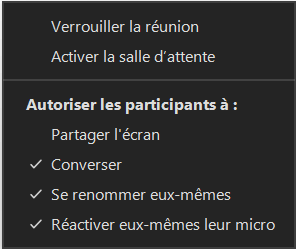 Verrouiller la réunion
Activer la salle d’attente
Autoriser les participants à :
Partager l'écran
Converser
Se renommer eux-mêmes
Réactiver eux-mêmes leur micro